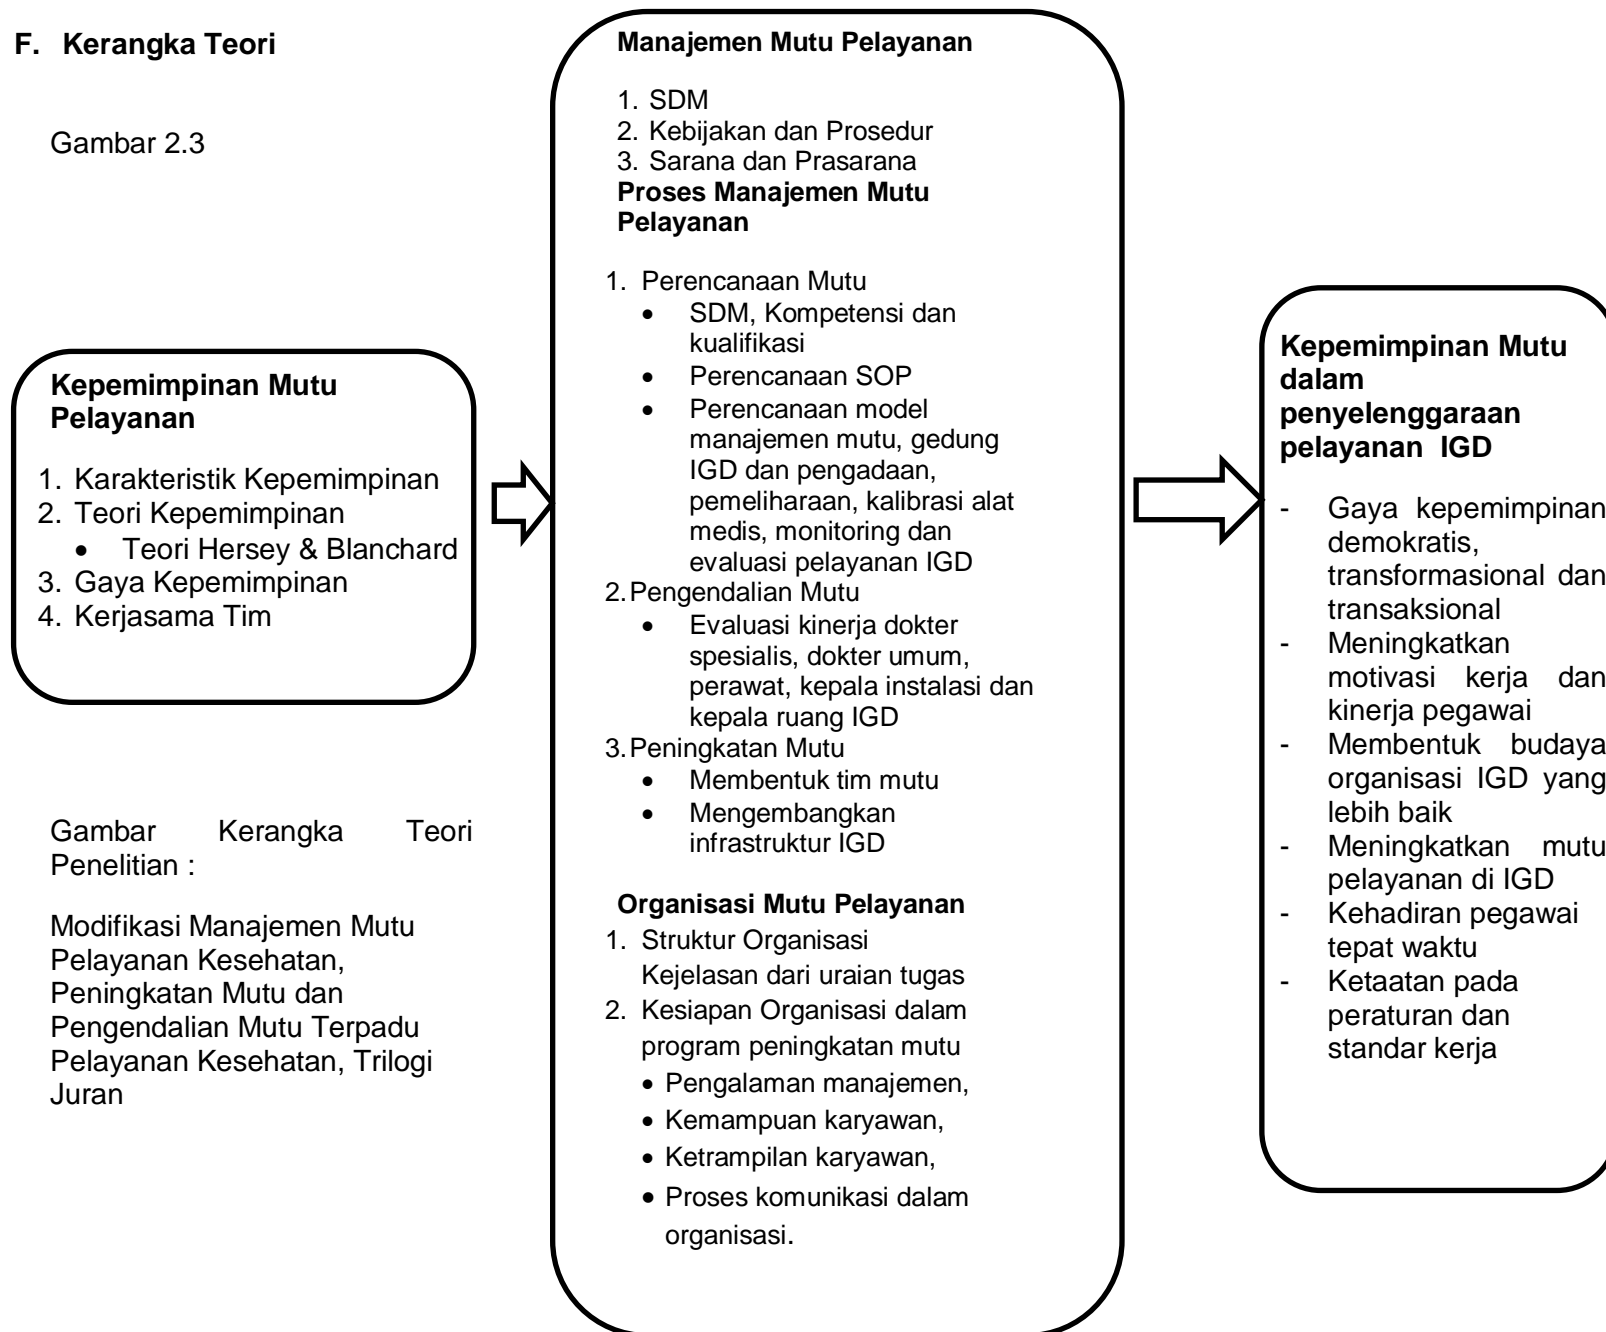 F. Kerangka Teori
Gambar 2.3
Kepemimpinan Mutu
Pelayanan
1. Karakteristik Kepemimpinan
2. Teori Kepemimpinan
• Teori Hersey & Blanchard
3. Gaya Kepemimpinan
4. Kerjasama Tim
Gambar Kerangka Teori
Penelitian :
Modifikasi Manajemen Mutu
Pelayanan Kesehatan,
Peningkatan Mutu dan
Pengendalian Mutu Terpadu
Pelayanan Kesehatan, Trilogi
Juran
Manajemen Mutu Pelayanan
1. SDM
2. Kebijakan dan Prosedur
3. Sarana dan Prasarana
Proses Manajemen Mutu
Pelayanan
1. Perencanaan Mutu
• SDM, Kompetensi dan
kualifikasi
• Perencanaan SOP
• Perencanaan model
manajemen mutu, gedung
IGD dan pengadaan,
pemeliharaan, kalibrasi alat
medis, monitoring dan
evaluasi pelayanan IGD
2. Pengendalian Mutu
• Evaluasi kinerja dokter
spesialis, dokter umum,
perawat, kepala instalasi dan
kepala ruang IGD
3. Peningkatan Mutu
• Membentuk tim mutu
• Mengembangkan
infrastruktur IGD
Organisasi Mutu Pelayanan
1. Struktur Organisasi
Kejelasan dari uraian tugas
2. Kesiapan Organisasi dalam
program peningkatan mutu
• Pengalaman manajemen,
• Kemampuan karyawan,
• Ketrampilan karyawan,
• Proses komunikasi dalam
organisasi.
Kepemimpinan Mutu
dalam
penyelenggaraan
pelayanan IGD
- Gaya kepemimpinan
demokratis,
transformasional dan
transaksional
- Meningkatkan
motivasi kerja dan
kinerja pegawai
- Membentuk budaya
organisasi IGD yang
lebih baik
- Meningkatkan mutu
pelayanan di IGD
- Kehadiran pegawai
tepat waktu
- Ketaatan pada
peraturan dan
standar kerja